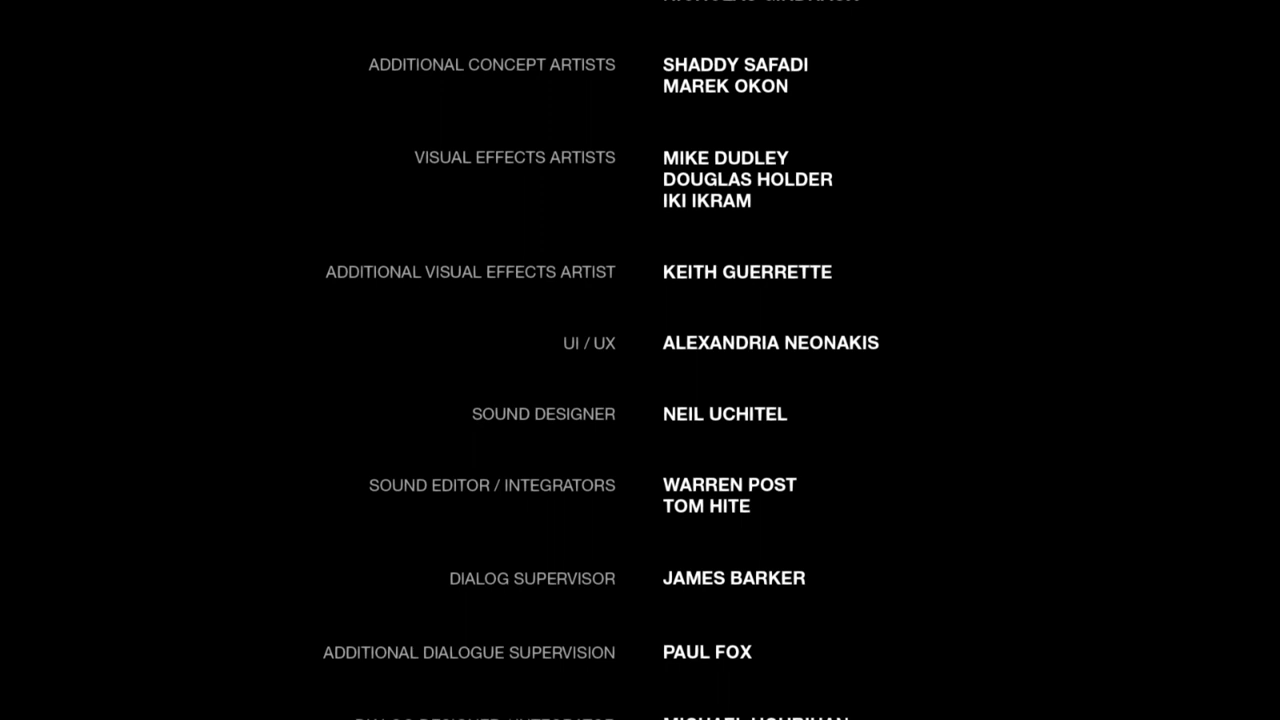 ADDITIONAL CONCEPT ARTISTS SHADDY SAFADI
MAREK OKON
VISUAL EFFECTS ARTISTS MIKE DUDLEY
DOUGLAS HOLDER
IKI IKRAM
ADDITIONAL VISUAL EFFECTS ARTIST KEITH GUERRETTE
UI / UX ALEXANDRIA NEONAKIS
SOUND DESIGNER NEIL UCHITEL
SOUND EDITOR / INTEGRATORS WARREN POST
TOM HITE
DIALOG SUPERVISOR JAMES BARKER
ADDITIONAL DIALOGUE SUPERVISION PAUL FOX